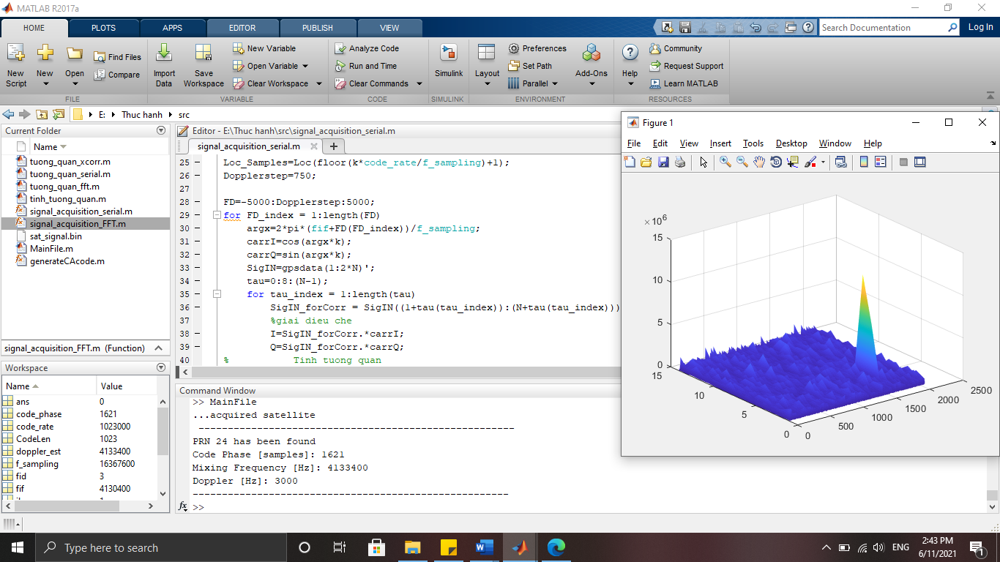 MATLAB R2017a
HOME PLOTS APPS EDITOR PUBLISH VIEW
Search Documentation
Log In
New Script
New
Open
Find Files
Compare
Import Data
Save Workspace
New Variable
Open Variable
Clear Workspace
Analyze Code
Run and Time
Clear Commands
Simulink
Layout
Preferences
Set Path
Parallel
Add-Ons
Help
Community
Request Support
Learn MATLAB
FILE VARIABLE CODE SIMULINK ENVIRONMENT RESOURCES
E: Thuc hanh src
Current Folder
Name
tuong_quan_xcorr.m
tuong_quan_serial.m
tuong_quan_fft.m
tinh_tuong_quan.m
signal_acquisition_serial.m
signal_acquisition_FFT.m
sat_signal.bin
MainFile.m
generateCAcode.m
signal_acquisition_FFT.m (Function)
Workspace
Name Value
ans 0
code_phase 1621
code_rate 1023000
CodeLen 1023
doppler_est 4133400
f_sampling 16367600
fid 3
fif 4130400
Editor - E:\Thuc hanh\src\signal_acquisition_serial.m
signal_acquisition_serial.m
25 – Loc_Samples=Loc(floor(k*code_rate/f_sampling)+1);
26 – Dopplerstep=750;
27
28 – FD=-5000:Dopplerstep:5000;
29 – for FD_index = 1:length(FD)
30 – argx=2*pi*(fif+FD(FD_index))/f_sampling;
31 – carrI=cos(argx*k);
32 – carrQ=sin(argx*k);
33 – SigIN=gpsdata(1:2*N)';
34 – tau=0:8:(N-1);
35 – for tau_index = 1:length(tau)
36 – SigIN_forCorr = SigIN((1+tau(tau_index)):(N+tau(tau_index)))
37 %giai dieu che
38 – I=SigIN_forCorr.*carrI;
39 – Q=SigIN_forCorr.*carrQ;
40 % Tinh tuong quan
Command Window
>> MainFile
...acquired satellite
------------------------------------------------------
PRN 24 has been found
Code Phase [samples]: 1621
Mixing Frequency [Hz]: 4133400
Doppler [Hz]: 3000
------------------------------------------------------
fx >>
Figure 1
File Edit View Insert Tools Desktop Window Help
×10⁶
15
10
5
0
15
10
5
0
0
500
1000
1500
2000
2500
Type here to search
ENG
2:43 PM
6/11/2021
1